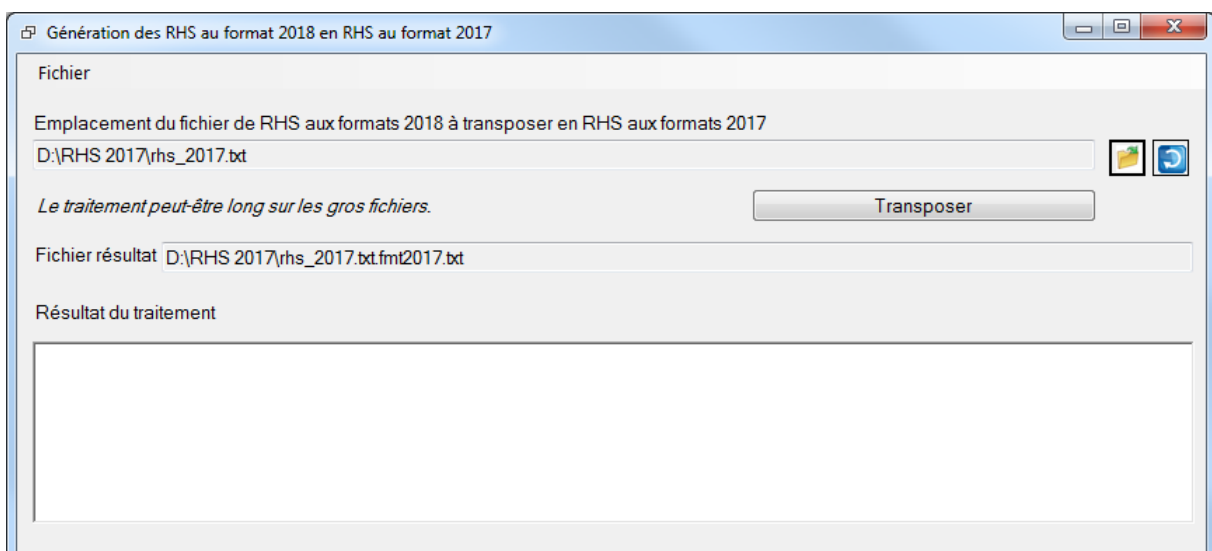 Génération des RHS au format 2018 en RHS au format 2017
Fichier
Emplacement du fichier de RHS aux formats 2018 à transposer en RHS aux formats 2017
D:\RHS 2017\rhs_2017.txt
Le traitement peut-être long sur les gros fichiers.
Transposer
Fichier résultat D:\RHS 2017\rhs_2017.txt.fmt2017.txt
Résultat du traitement